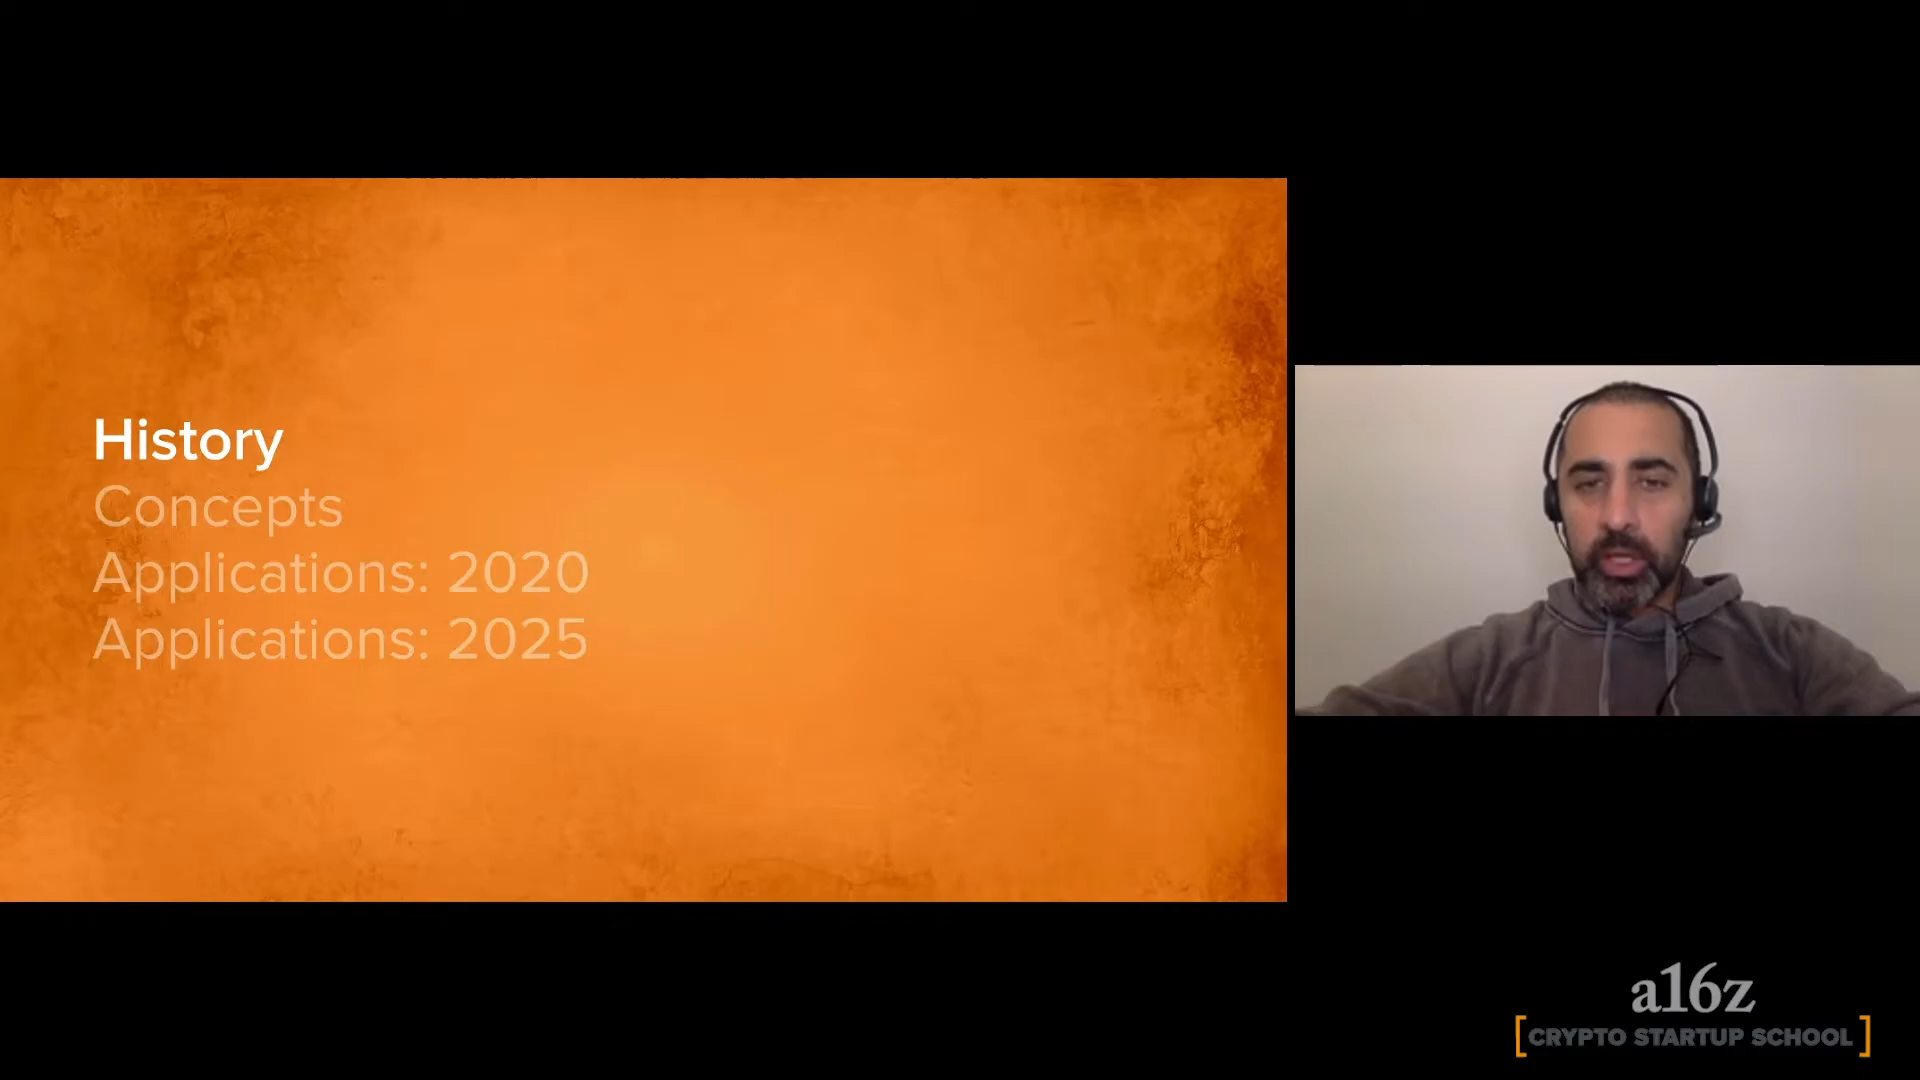 History
Concepts
Applications: 2020
Applications: 2025
a16z
[CRYPTO STARTUP SCHOOL]